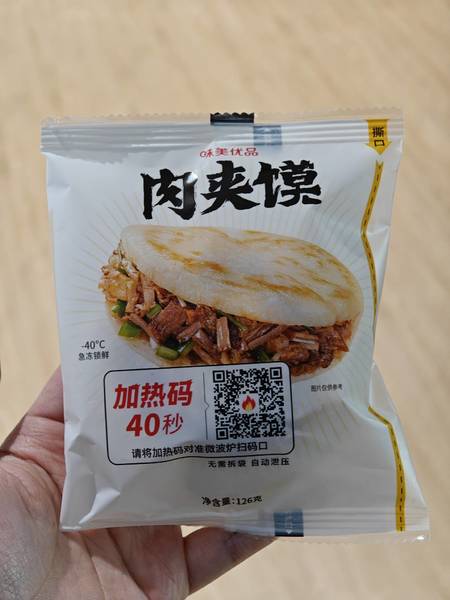 味美优品
撕口
肉夹馍
-40℃
急冻锁鲜
图片仅供参考
加热码
40秒
请将加热码对准微波炉扫码口
无需拆袋 自动泄压
净含量:126克